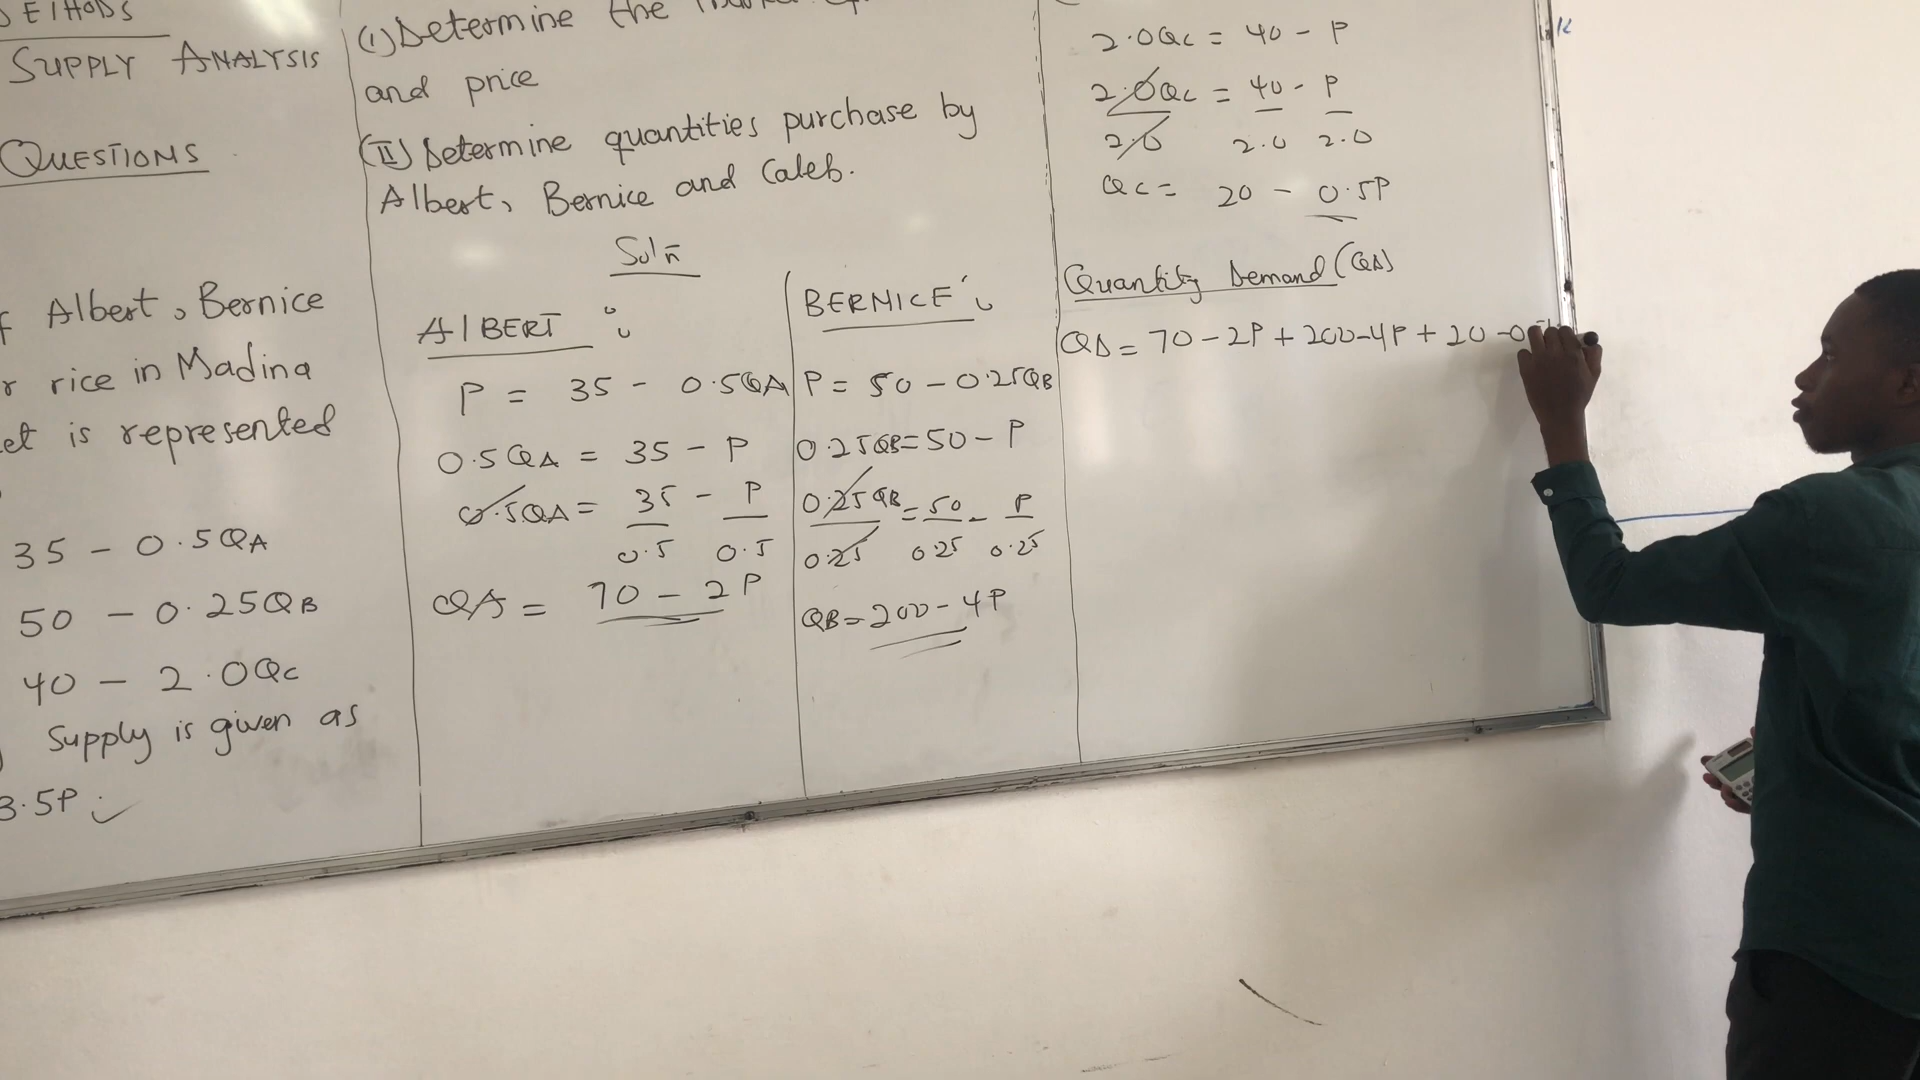 SUPPLY ANALYSIS
QUESTIONS
Albert, Bernice
rice in Madina
is represented
35 - 0.5QA
50 - 0.25QB
40 - 2.0Qc
Supply is given as
3.5P
(i) Determine the
and price
(II) Determine quantities purchase by
Albert, Bernice and Caleb.
Soln
ALBERT :
P = 35 - 0.5QA
0.5QA = 35 - P
0.5QA = 35 - P
0.5 0.5
QA = 70 - 2P
BERNICE
P = 50 - 0.25QB
0.25QB = 50 - P
0.25QB = 50 - P
0.25 0.25 0.25
QB = 200 - 4P
2.0Qc = 40 - P
2.0Qc = 40 - P
2.0 2.0 2.0
Qc = 20 - 0.5P
Quantity Demand (QD)
QD = 70 - 2P + 200 - 4P + 20 - 0